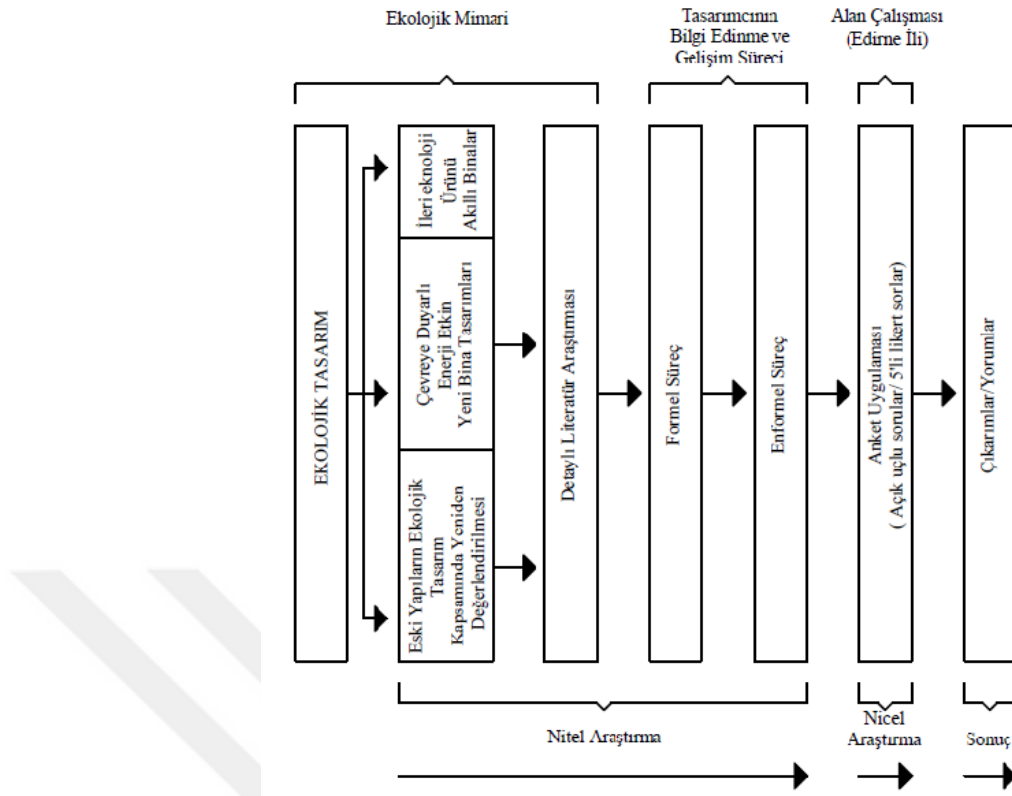 Ekolojik Mimari
Tasarımcının
Bilgi Edinme ve
Gelişim Süreci
Alan Çalışması
(Edirne İli)
EKOLOJİK TASARIM
İleri eknoloji
Ürünü
Akıllı Binalar
Çevreye Duyarlı
Enerji Etkin
Yeni Bina Tasarımları
Eski Yapıların Ekolojik
Tasarım
Kapsamında Yeniden
Değerlendirilmesi
Detaylı Literatür Araştırması
Formel Süreç
Enformel Süreç
Anket Uygulaması
( Açık uçlu sonular/ 5'li likert sorlar)
Çıkarımlar/Yorumlar
Nitel Araştırma
Nicel
Araştırma
Sonuç